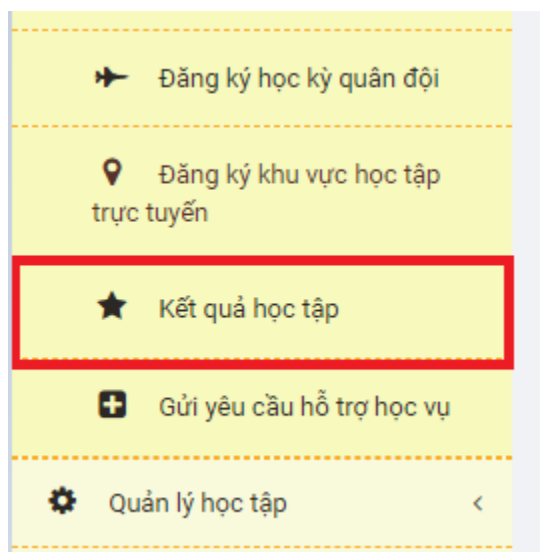 Đăng ký học kỳ quân đội
Đăng ký khu vực học tập
trực tuyến
Kết quả học tập
Gửi yêu cầu hỗ trợ học vụ
Quản lý học tập